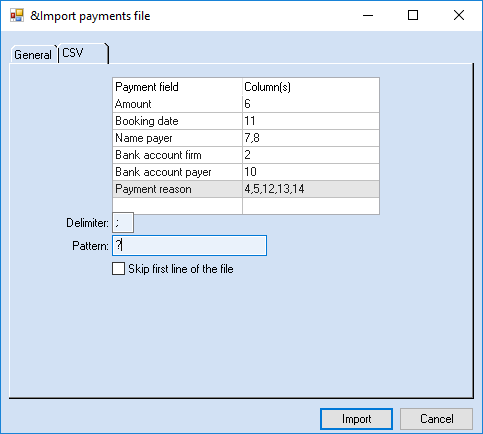 &Import payments file
General CSV
Payment field Column(s)
Amount 6
Booking date 11
Name payer 7,8
Bank account firm 2
Bank account payer 10
Payment reason 4,5,12,13,14
Delimiter: ;
Pattern: ?
Skip first line of the file
Import Cancel